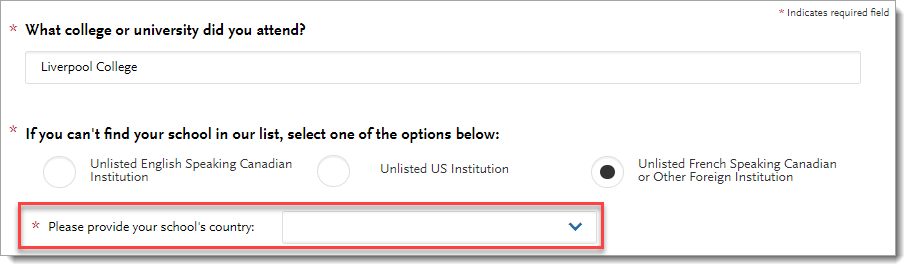 * Indicates required field
* What college or university did you attend?
Liverpool College
* If you can't find your school in our list, select one of the options below:
Unlisted English Speaking Canadian
Institution
Unlisted US Institution
Unlisted French Speaking Canadian
or Other Foreign Institution
* Please provide your school's country: